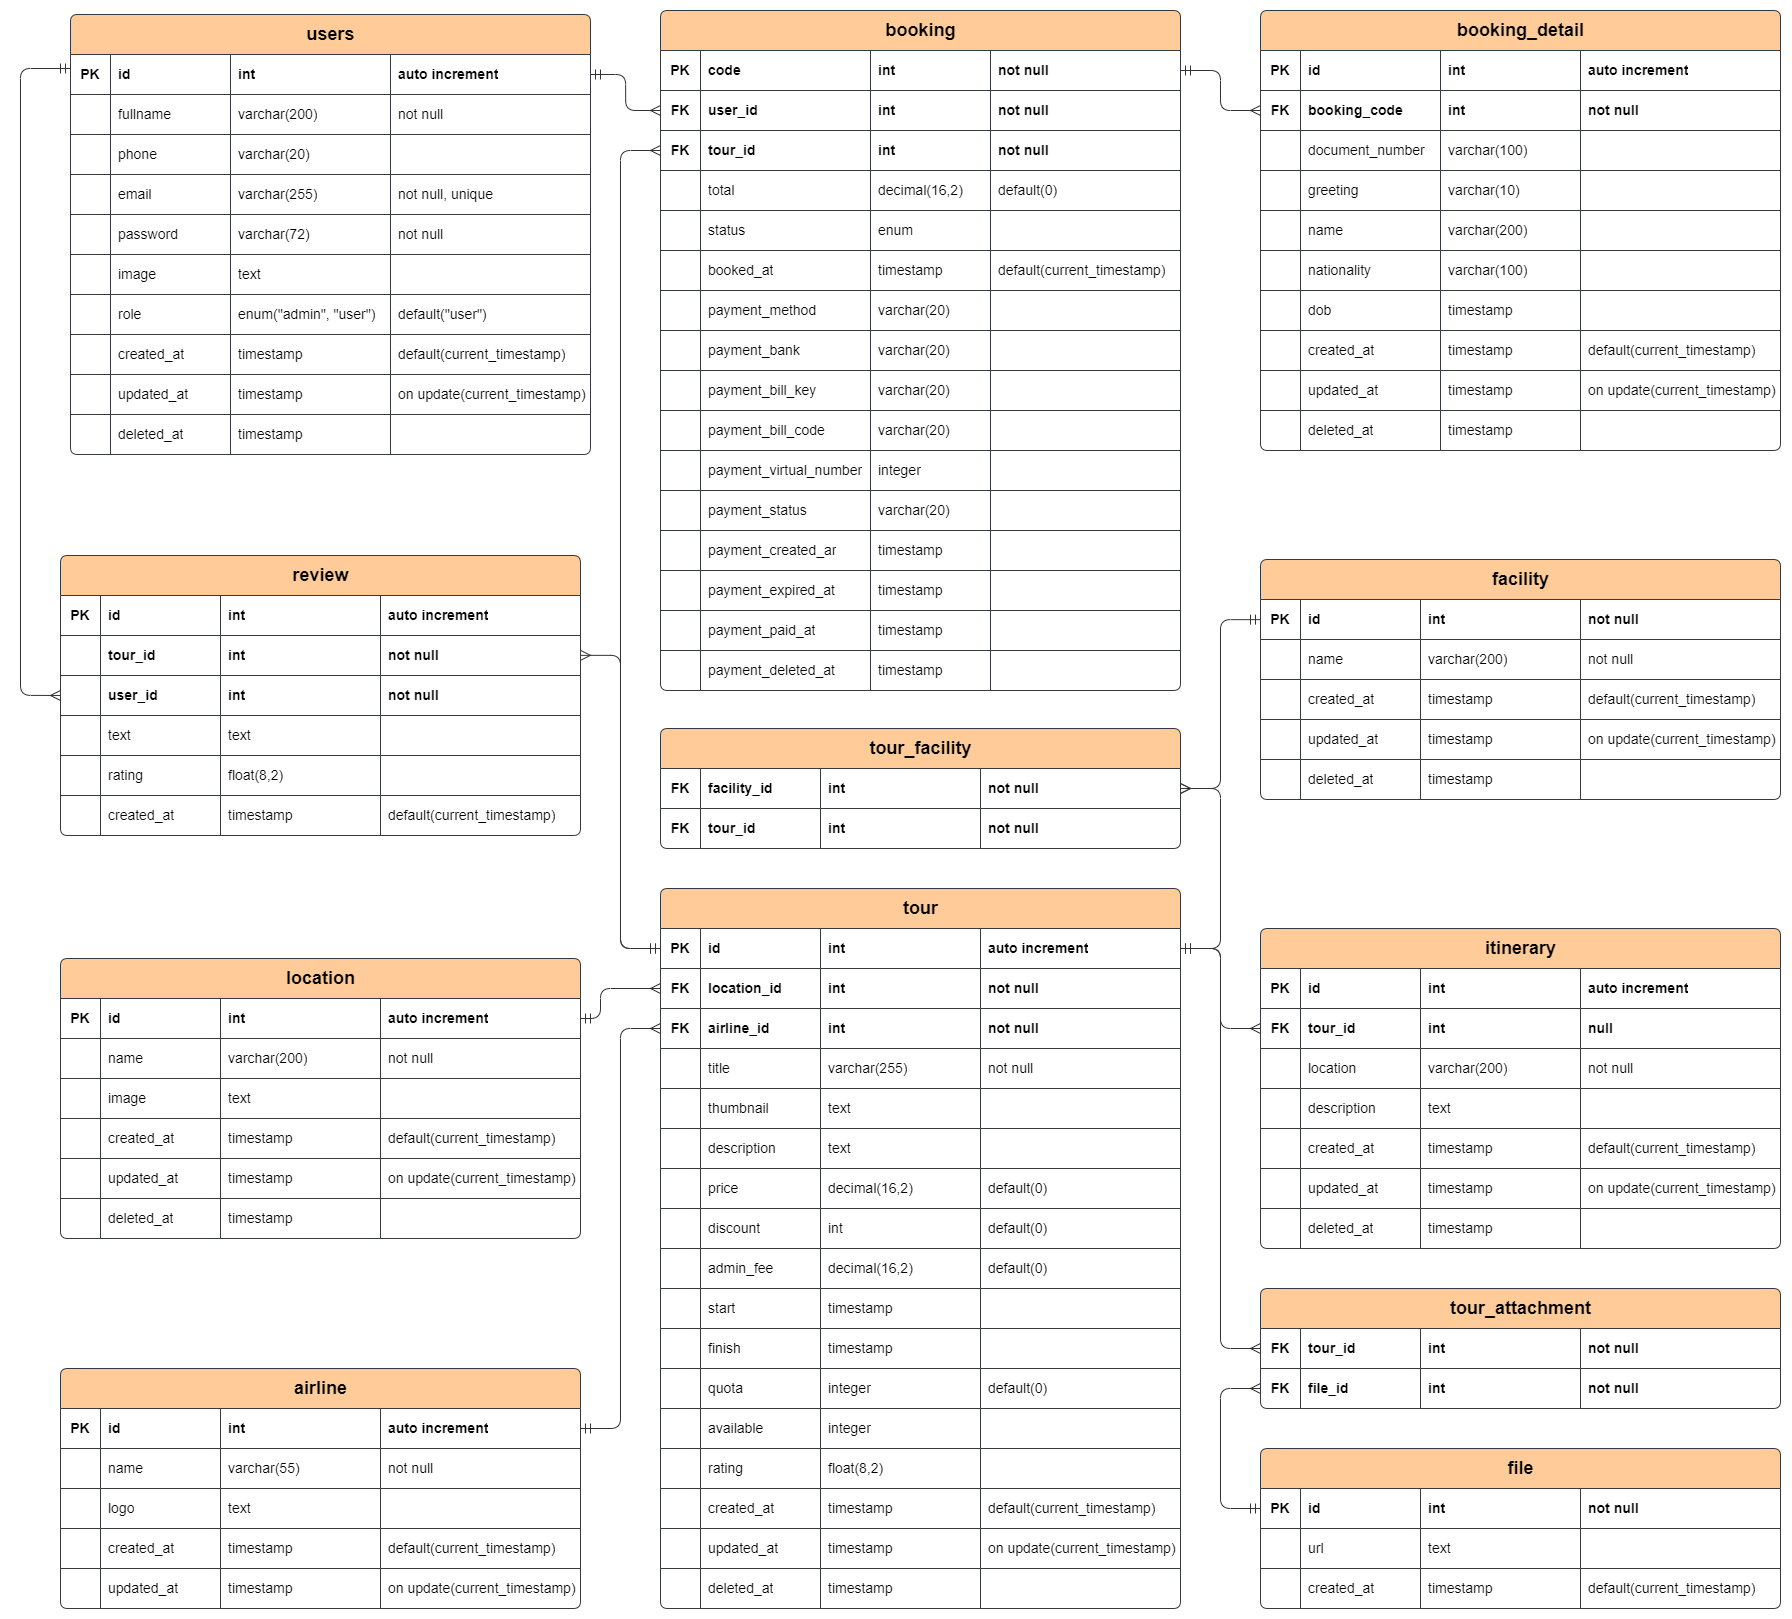 users
PK id int auto increment
fullname varchar(200) not null
phone varchar(20)
email varchar(255) not null, unique
password varchar(72) not null
image text
role enum("admin", "user") default("user")
created_at timestamp default(current_timestamp)
updated_at timestamp on update(current_timestamp)
deleted_at timestamp
booking
PK code int not null
FK user_id int not null
FK tour_id int not null
total decimal(16,2) default(0)
status enum
booked_at timestamp default(current_timestamp)
payment_method varchar(20)
payment_bank varchar(20)
payment_bill_key varchar(20)
payment_bill_code varchar(20)
payment_virtual_number integer
payment_status varchar(20)
payment_created_ar timestamp
payment_expired_at timestamp
payment_paid_at timestamp
payment_deleted_at timestamp
booking_detail
PK id int auto increment
FK booking_code int not null
document_number varchar(100)
greeting varchar(10)
name varchar(200)
nationality varchar(100)
dob timestamp
created_at timestamp default(current_timestamp)
updated_at timestamp on update(current_timestamp)
deleted_at timestamp
review
PK id int auto increment
tour_id int not null
user_id int not null
text text
rating float(8,2)
created_at timestamp default(current_timestamp)
tour_facility
FK facility_id int not null
FK tour_id int not null
facility
PK id int not null
name varchar(200) not null
created_at timestamp default(current_timestamp)
updated_at timestamp on update(current_timestamp)
deleted_at timestamp
location
PK id int auto increment
name varchar(200) not null
image text
created_at timestamp default(current_timestamp)
updated_at timestamp on update(current_timestamp)
deleted_at timestamp
tour
PK id int auto increment
FK location_id int not null
FK airline_id int not null
title varchar(255) not null
thumbnail text
description text
price decimal(16,2) default(0)
discount int default(0)
admin_fee decimal(16,2) default(0)
start timestamp
finish timestamp
quota integer default(0)
available integer
rating float(8,2)
created_at timestamp default(current_timestamp)
updated_at timestamp on update(current_timestamp)
deleted_at timestamp
itinerary
PK id int auto increment
FK tour_id int null
location varchar(200) not null
description text
created_at timestamp default(current_timestamp)
updated_at timestamp on update(current_timestamp)
deleted_at timestamp
airline
PK id int auto increment
name varchar(55) not null
logo text
created_at timestamp default(current_timestamp)
updated_at timestamp on update(current_timestamp)
tour_attachment
FK tour_id int not null
FK file_id int not null
file
PK id int not null
url text
created_at timestamp default(current_timestamp)